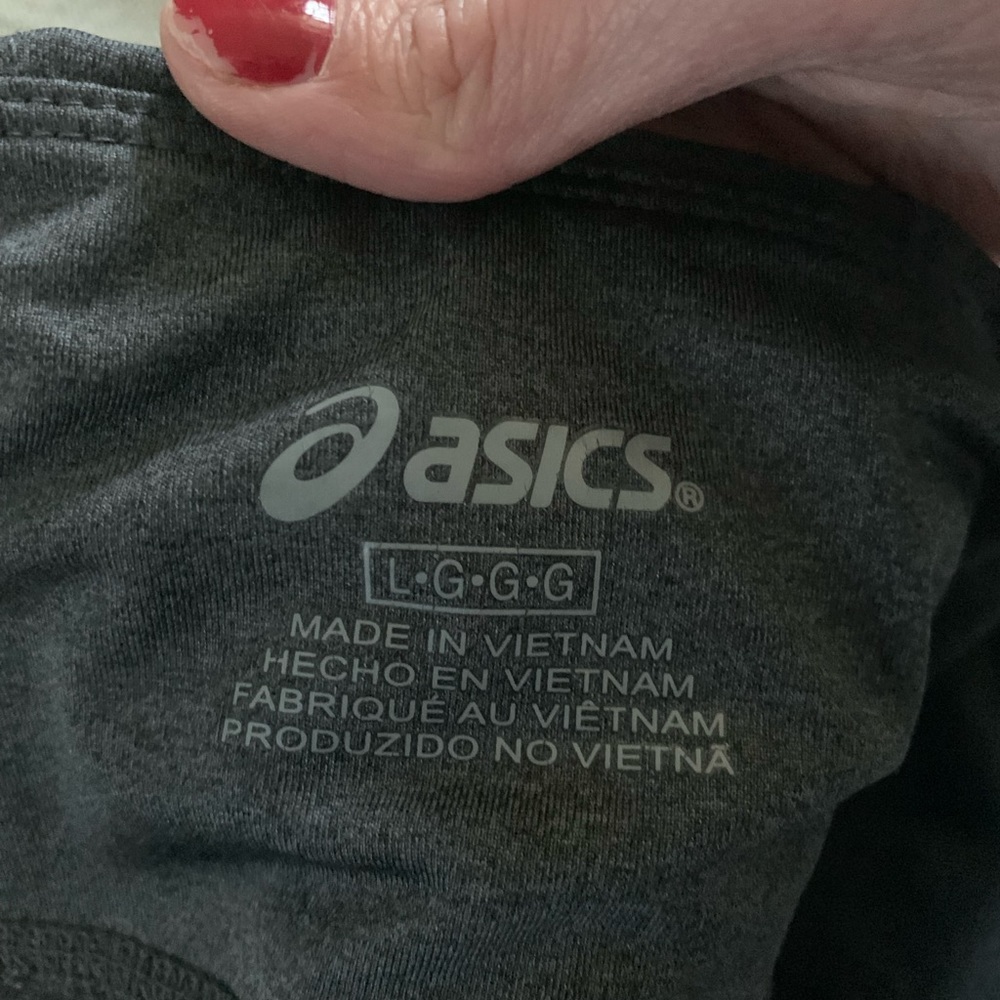 asics®
L•G•G•G
MADE IN VIETNAM
HECHO EN VIETNAM
FABRIQUÉ AU VIÊTNAM
PRODUZIDO NO VIETNÃ